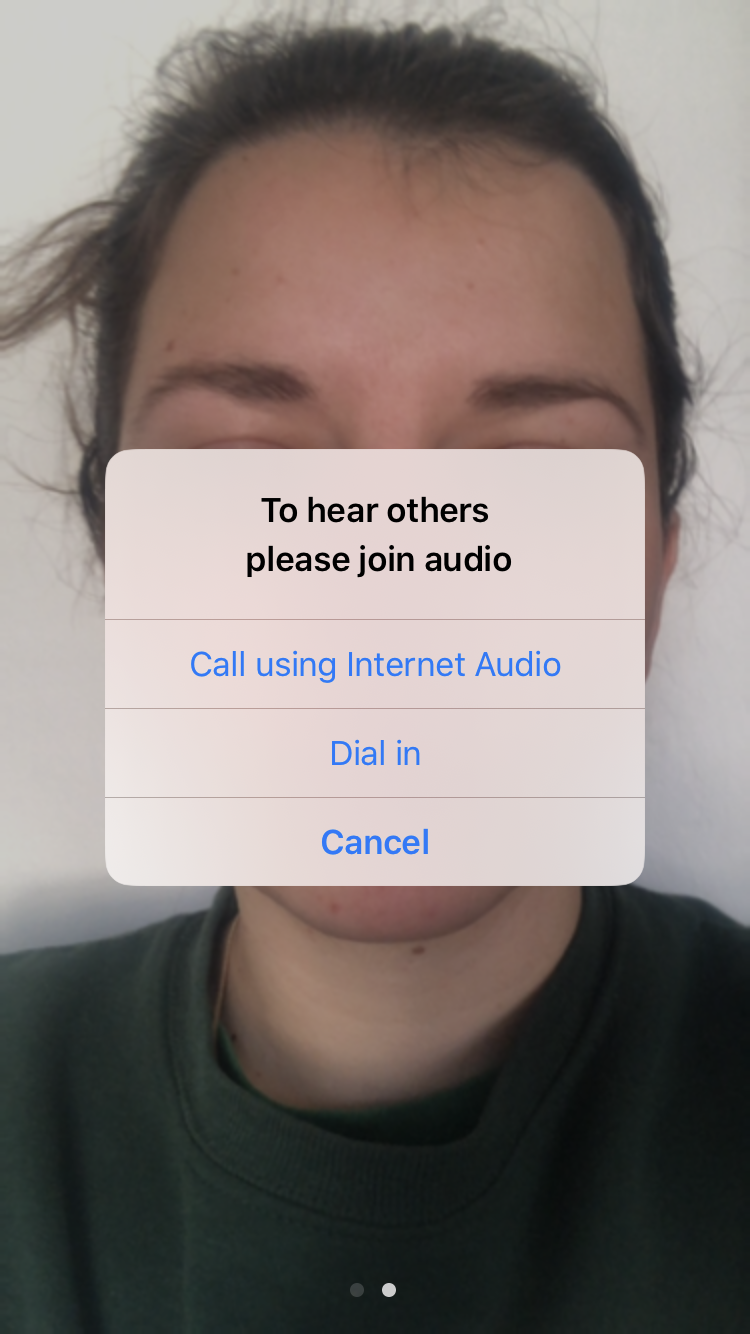 To hear others
please join audio
Call using Internet Audio
Dial in
Cancel